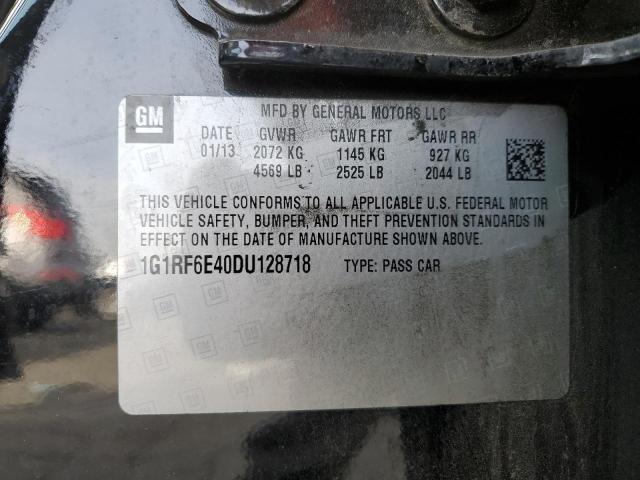 GM MFD BY GENERAL MOTORS LLC
DATE GVWR GAWR FRT GAWR RR
01/13 2072 KG 1145 KG 927 KG
4569 LB 2525 LB 2044 LB
THIS VEHICLE CONFORMS TO ALL APPLICABLE U.S. FEDERAL MOTOR
VEHICLE SAFETY, BUMPER, AND THEFT PREVENTION STANDARDS IN
EFFECT ON THE DATE OF MANUFACTURE SHOWN ABOVE.
1G1RF6E40DU128718 TYPE: PASS CAR